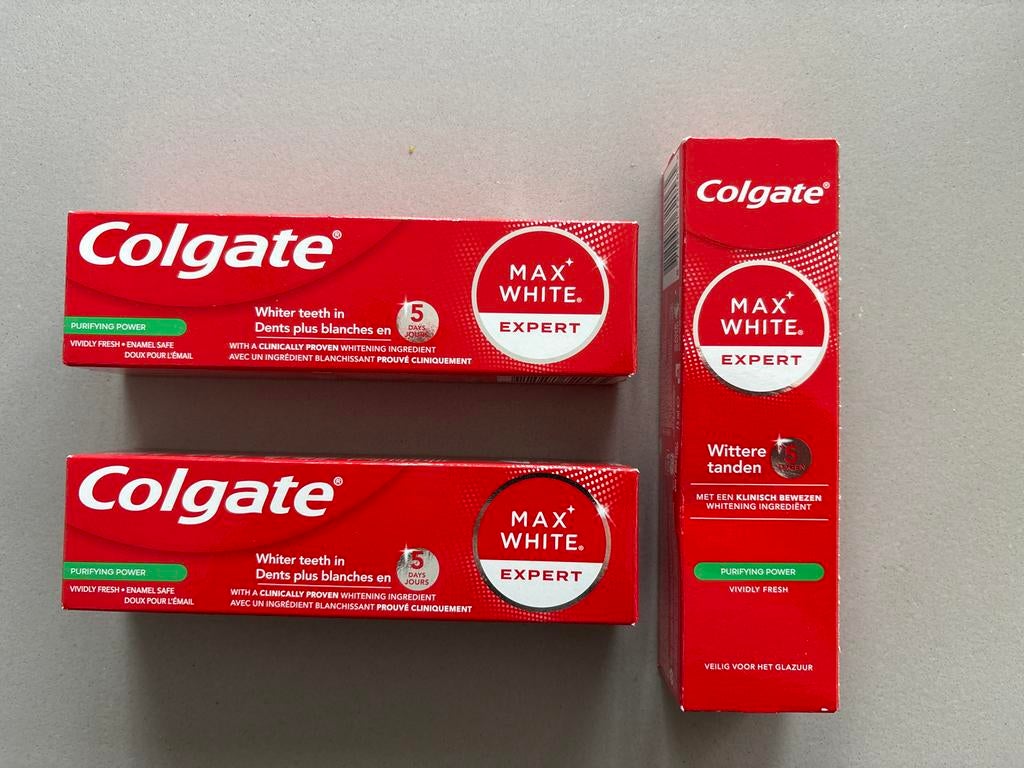 Colgate®
MAX WHITE®
EXPERT
Whiter teeth in
Dents plus blanches en
5
DAYS
JOURS
PURIFYING POWER
VIVIDLY FRESH • ENAMEL SAFE
DOUX POUR L'ÉMAIL
WITH A CLINICALLY PROVEN WHITENING INGREDIENT
AVEC UN INGRÉDIENT BLANCHISSANT PROUVÉ CLINIQUEMENT
Colgate®
MAX WHITE®
EXPERT
Whiter teeth in
Dents plus blanches en
5
DAYS
JOURS
PURIFYING POWER
VIVIDLY FRESH • ENAMEL SAFE
DOUX POUR L'ÉMAIL
WITH A CLINICALLY PROVEN WHITENING INGREDIENT
AVEC UN INGRÉDIENT BLANCHISSANT PROUVÉ CLINIQUEMENT
Colgate®
MAX
WHITE®
EXPERT
Wittere
tanden
5
DAGEN
MET EEN KLINISCH BEWEZEN
WHITENING INGREDIËNT
PURIFYING POWER
VIVIDLY FRESH
VEILIG VOOR HET GLAZUUR